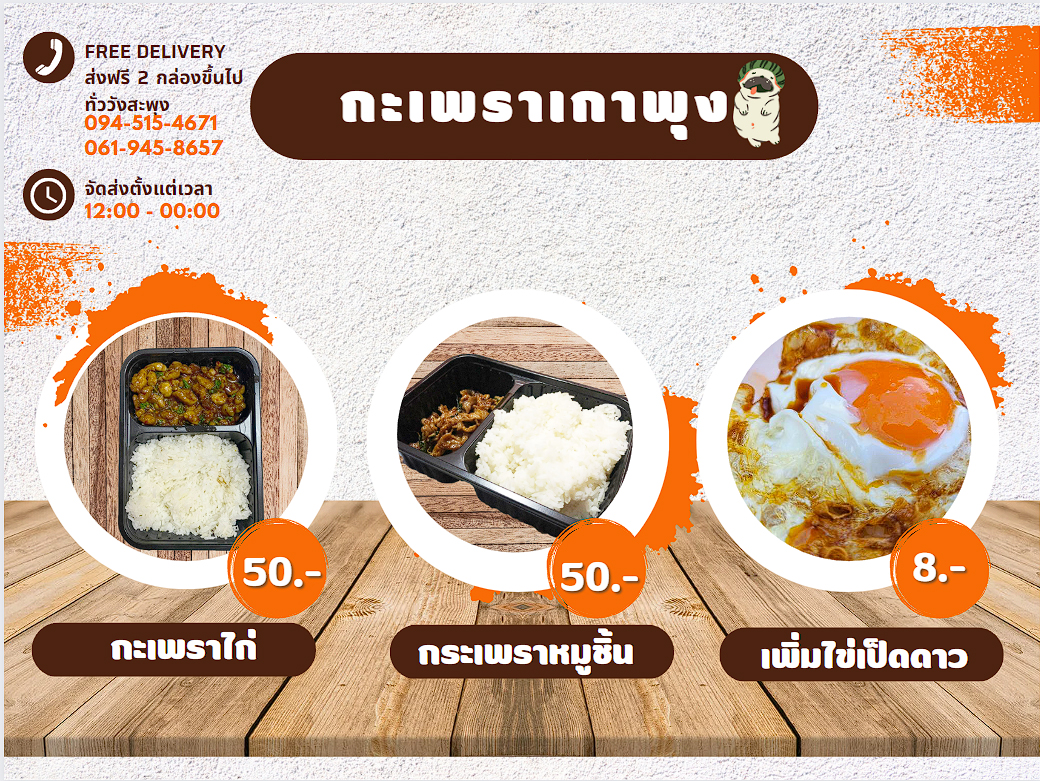 FREE DELIVERY
ส่งฟรี 2 กล่องขึ้นไป
ทั่ววังสะพุง
094-515-4671
061-945-8657
จัดส่งตั้งแต่เวลา
12:00 - 00:00
กะเพราเกาพุง
50.-
50.-
8.-
กะเพราไก่
กระเพราหมูชิ้น
เพิ่มไข่เป็ดดาว